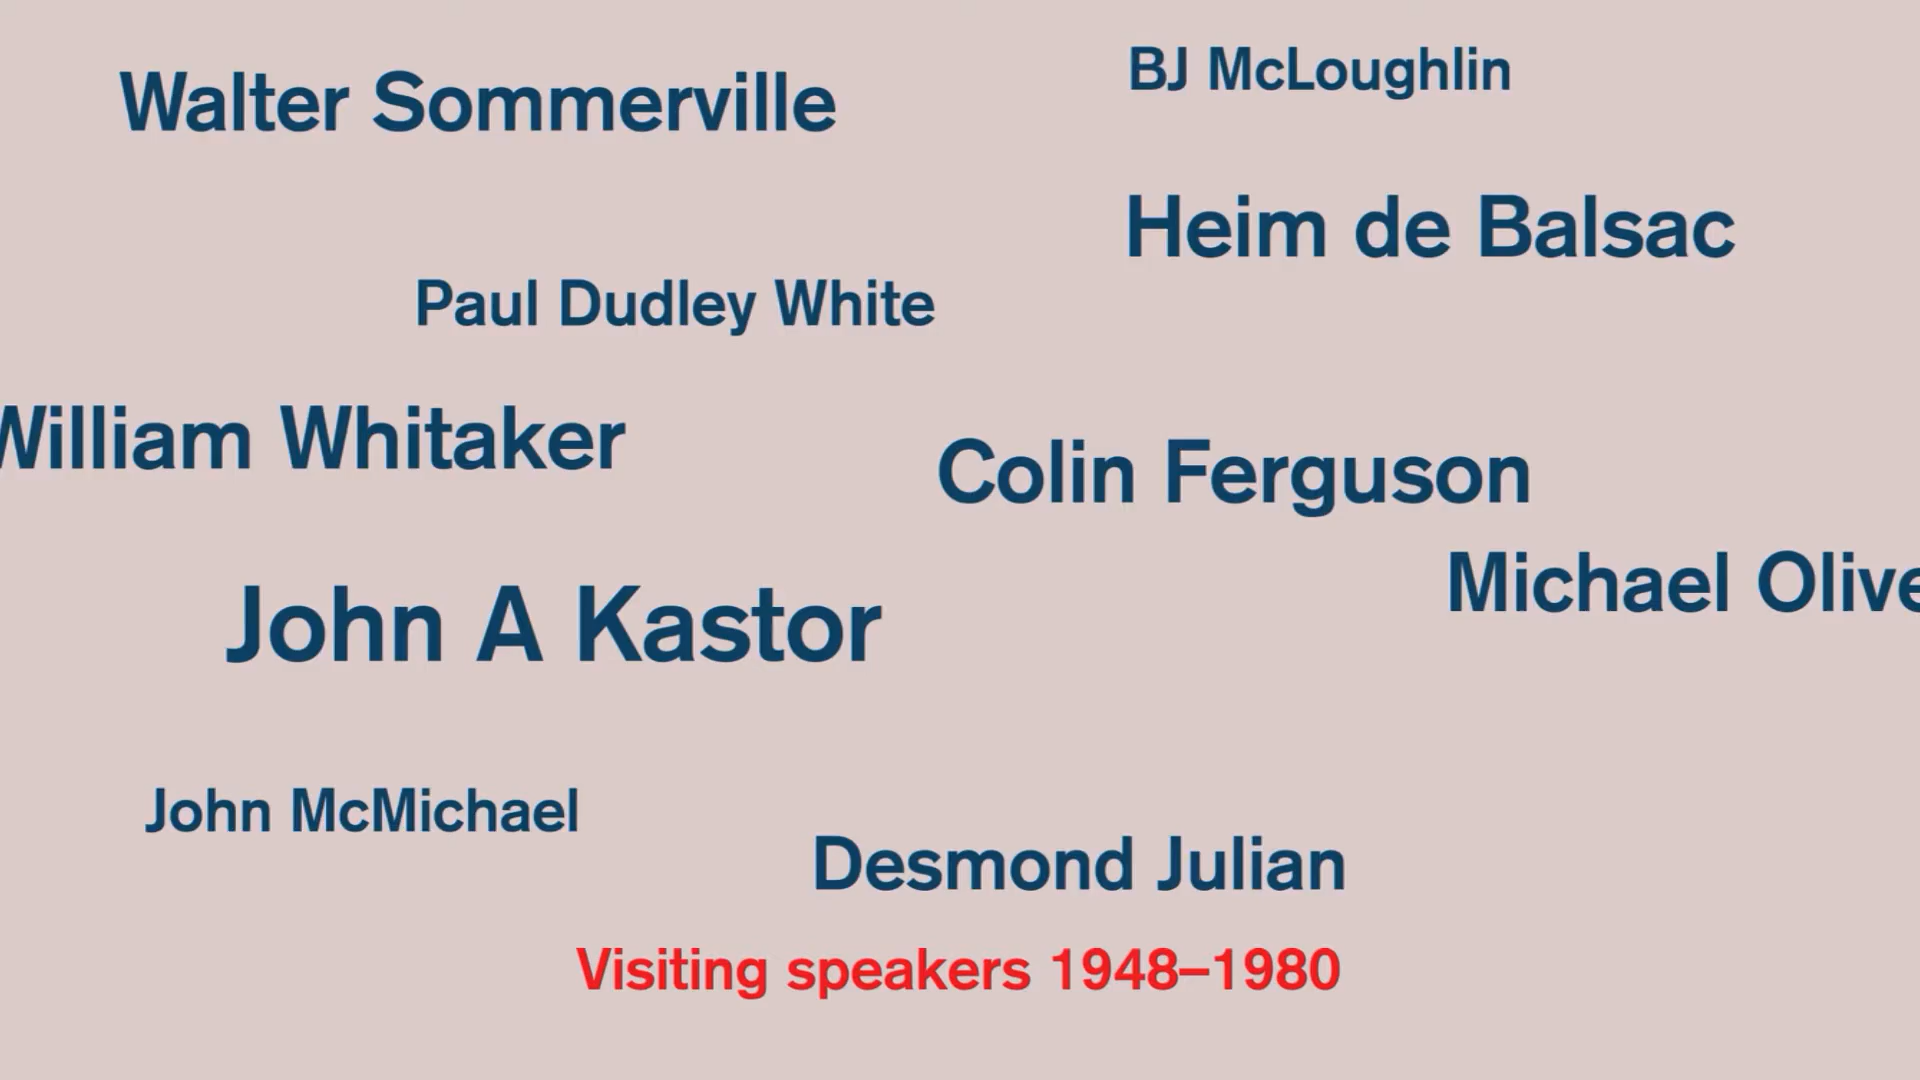 Walter Sommerville
BJ McLoughlin
Heim de Balsac
Paul Dudley White
William Whitaker
Colin Ferguson
Michael Olive
John A Kastor
John McMichael
Desmond Julian
Visiting speakers 1948–1980